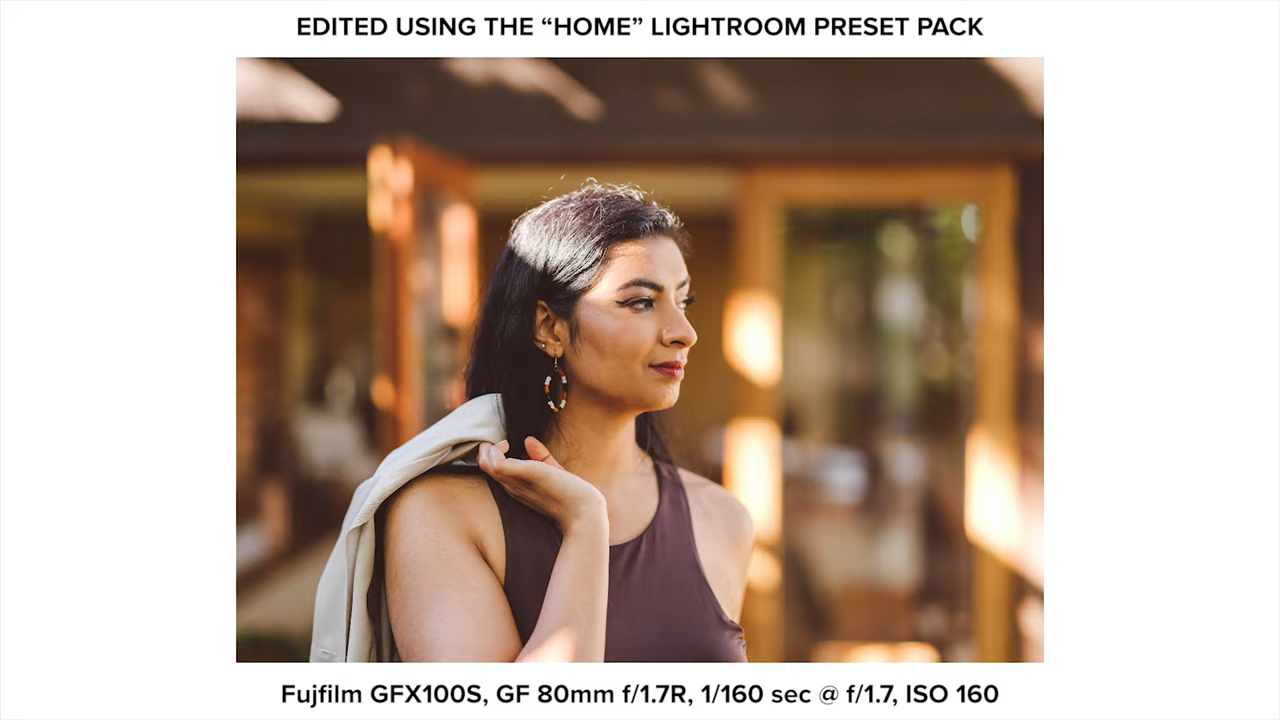 EDITED USING THE “HOME” LIGHTROOM PRESET PACK
Fujfilm GFX100S, GF 80mm f/1.7R, 1/160 sec @ f/1.7, ISO 160